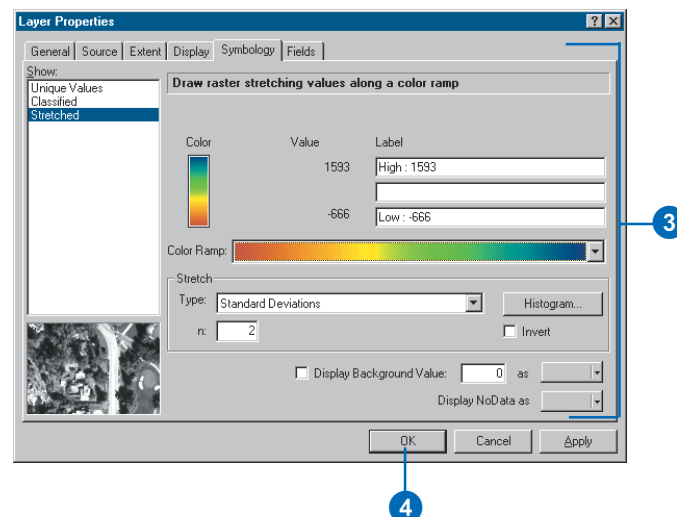 Layer Properties
General Source Extent Display Symbology Fields
Show:
Unique Values
Classified
Stretched
Draw raster stretching values along a color ramp
Color Value Label
1593 High : 1593
-666 Low : -666
3
Color Ramp:
Stretch
Type: Standard Deviations Histogram...
n: 2 Invert
Display Background Value: 0 as
Display NoData as
OK Cancel Apply
4